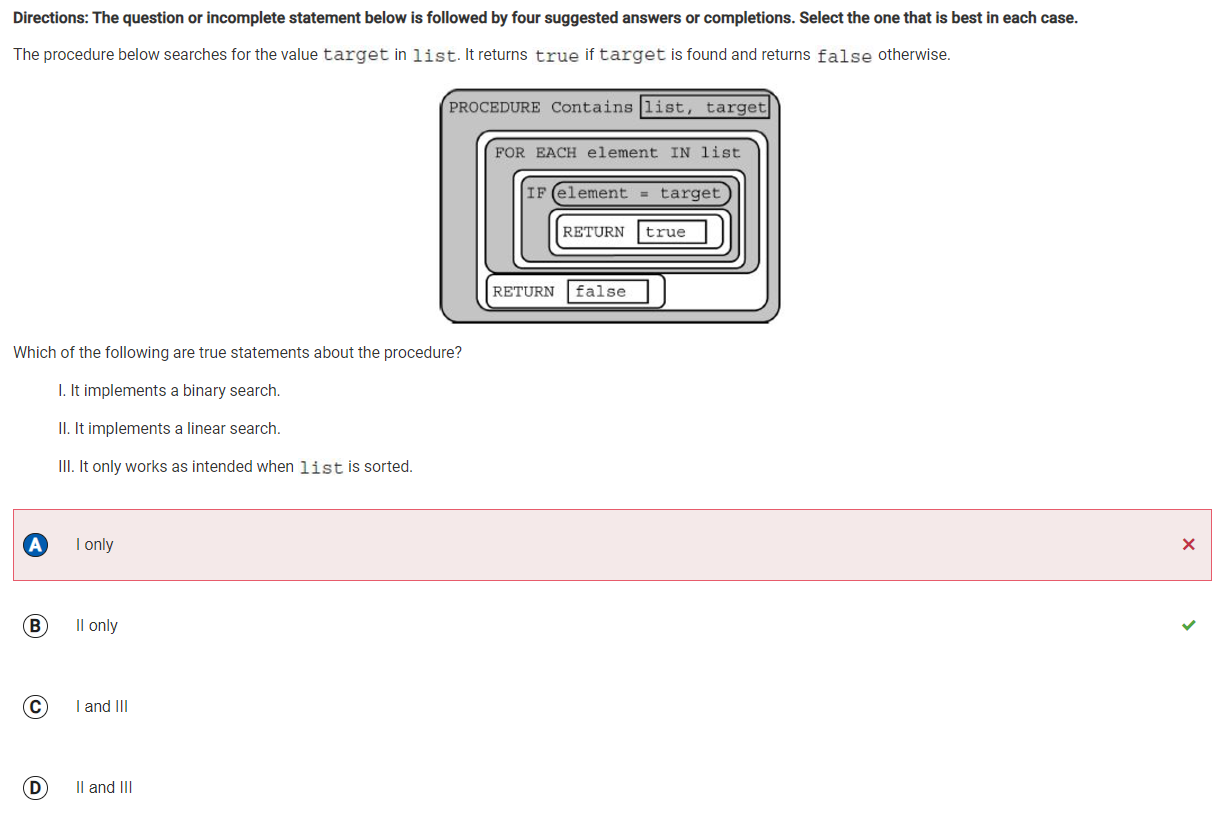 Directions: The question or incomplete statement below is followed by four suggested answers or completions. Select the one that is best in each case.
The procedure below searches for the value target in list. It returns true if target is found and returns false otherwise.
PROCEDURE Contains list, target
FOR EACH element IN list
IF element = target
RETURN true
RETURN false
Which of the following are true statements about the procedure?
I. It implements a binary search.
II. It implements a linear search.
III. It only works as intended when list is sorted.
A I only
B II only
C I and III
D II and III